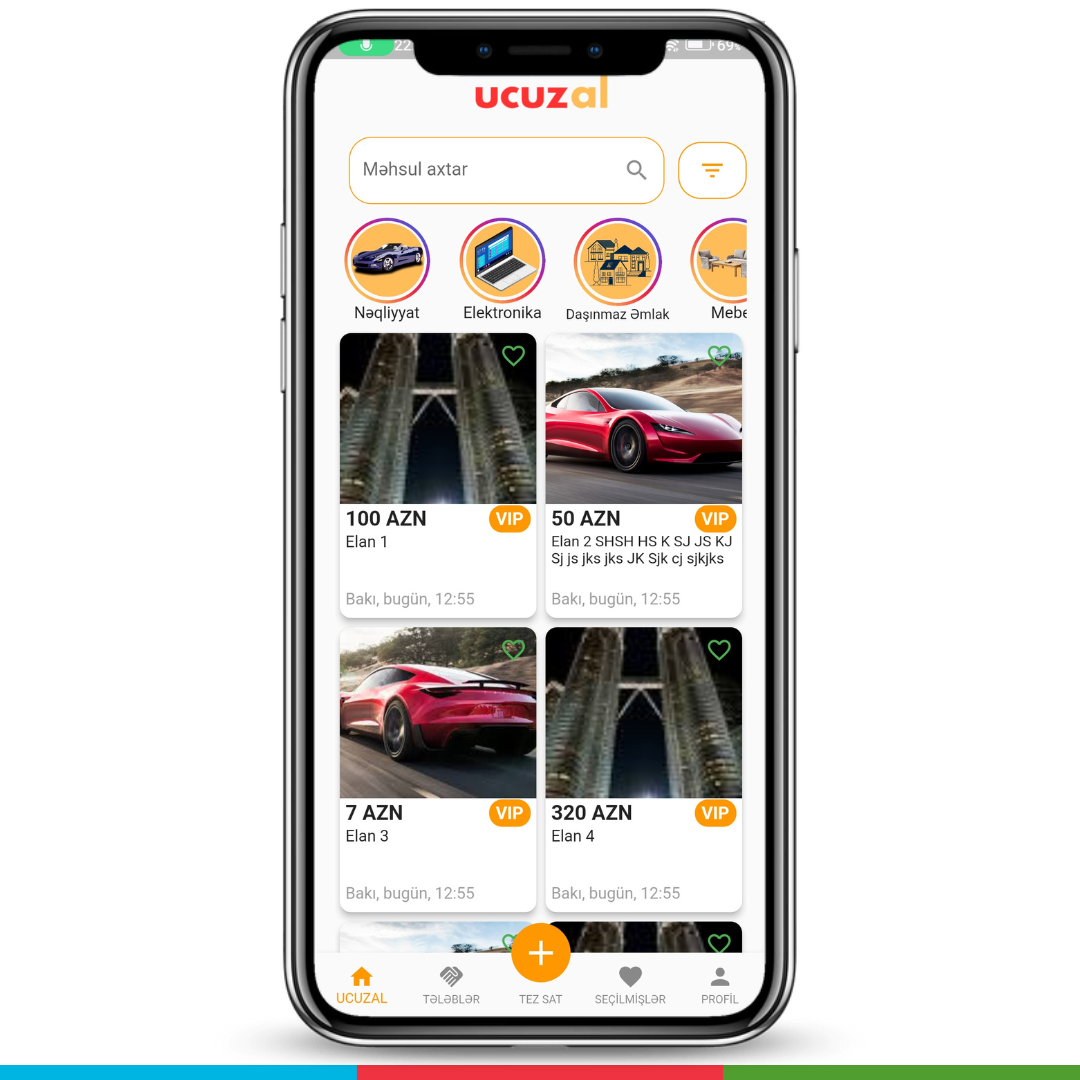 22
69%
ucuzal
Məhsul axtar
Nəqliyyat
Elektronika
Daşınmaz Əmlak
Mebe
100 AZN
VIP
Elan 1
Bakı, bugün, 12:55
50 AZN
VIP
Elan 2 SHSH HS K SJ JS KJ
Sj js jks jks JK Sjk cj sjkjks
Bakı, bugün, 12:55
7 AZN
VIP
Elan 3
Bakı, bugün, 12:55
320 AZN
VIP
Elan 4
Bakı, bugün, 12:55
UCUZAL
TƏLƏBLƏR
TEZ SAT
SEÇİLMİŞLƏR
PROFİL